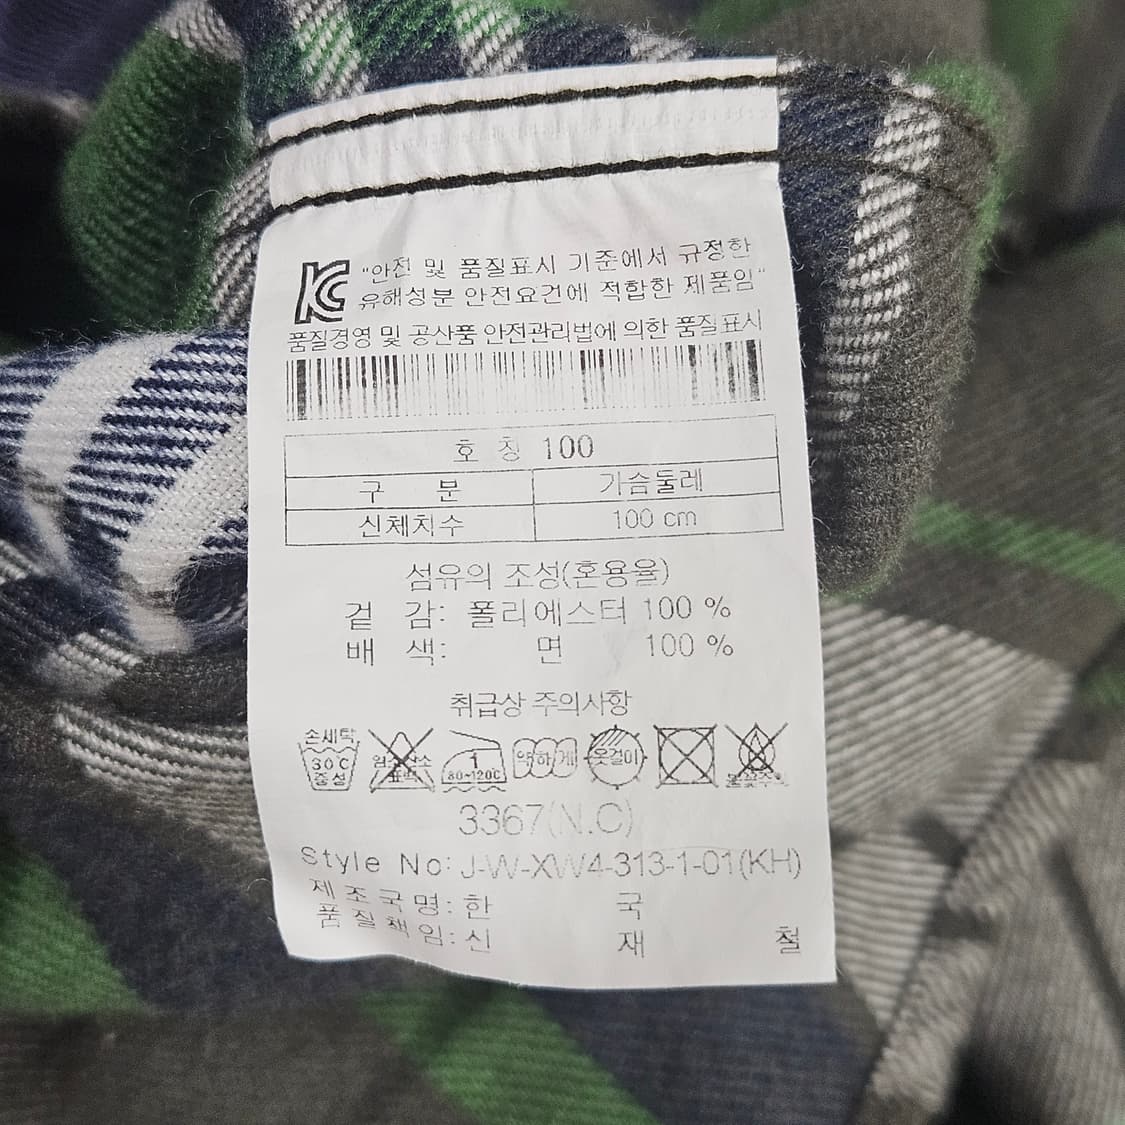 KC "안전 및 품질표시 기준에서 규정한
유해성분 안전요건에 적합한 제품임"
품질경영 및 공산품 안전관리법에 의한 품질표시
호 칭 100
구 분 가슴둘레
신체치수 100 cm
섬유의 조성(혼용율)
겉 감: 폴리에스터 100 %
배 색: 면 100 %
취급상 주의사항
손세탁 30℃ 중성
염소 표백
1 80~120℃
약하게
옷걸이
3367(N.C)
Style No: J-W-XW4-313-1-01(KH)
제조국명: 한 국
품질책임: 신 재 철